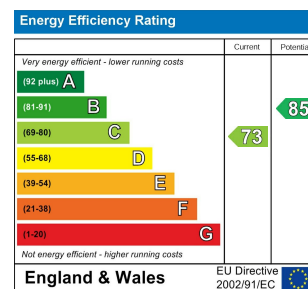 Energy Efficiency Rating
Current Potentia
Very energy efficient - lower running costs
(92 plus) A
(81-91) B
85
(69-80) C
73
(55-68) D
(39-54) E
(21-38) F
(1-20) G
Not energy efficient - higher running costs
England & Wales
EU Directive
2002/91/EC